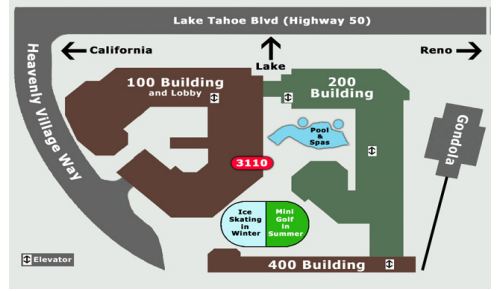 Lake Tahoe Blvd (Highway 50)
California
Lake
Reno
Heavenly Village Way
100 Building
and Lobby
200
Building
Pool
&
Spas
Gondola
3110
Ice
Skating
in
Winter
Mini
Golf
in
Summer
Elevator
400 Building